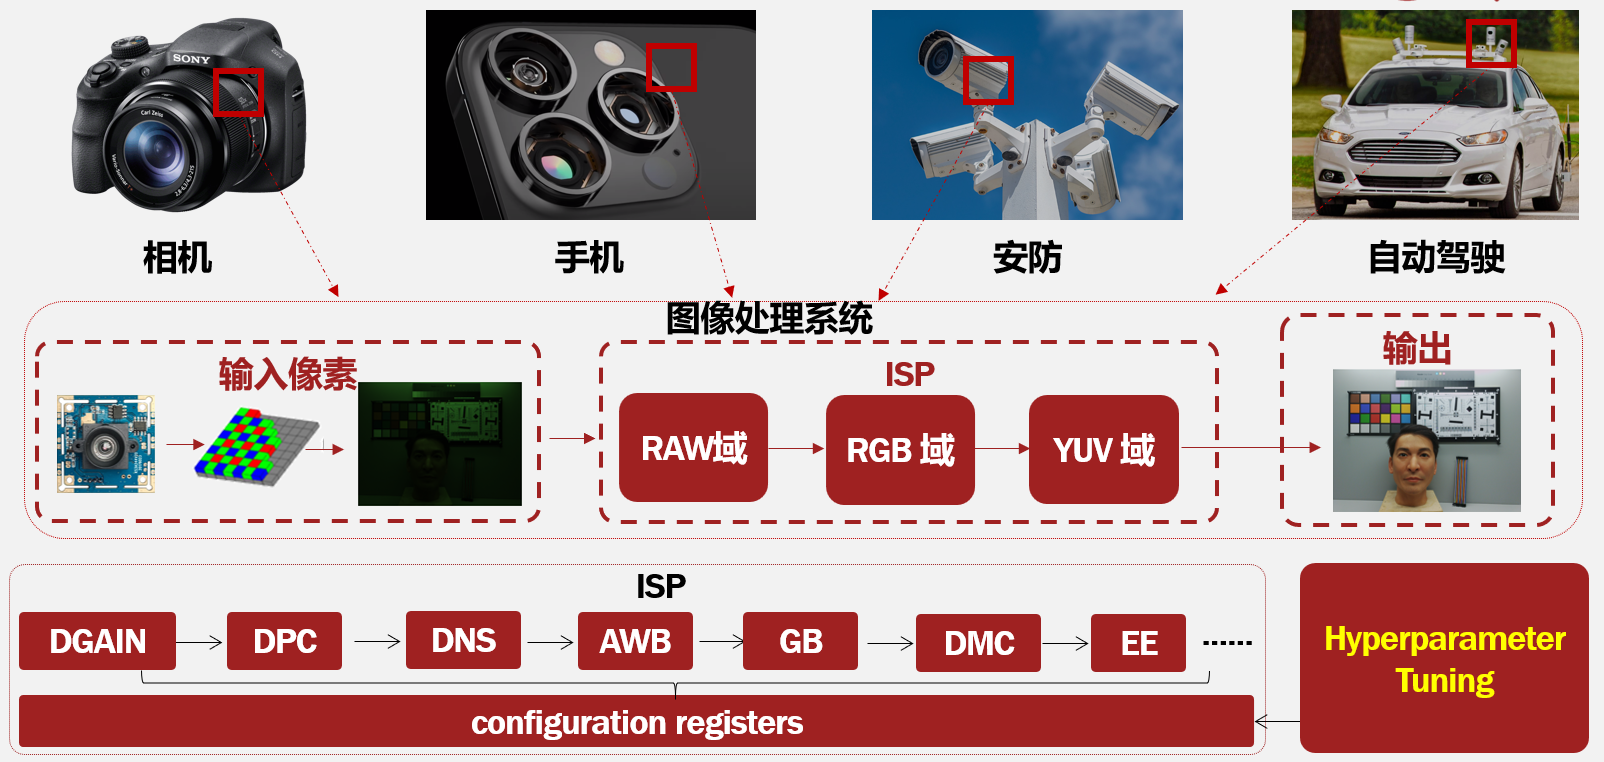 SONY
Carl Zeiss
相机
手机
安防
自动驾驶
图像处理系统
输入像素
ISP
RAW域
RGB 域
YUV 域
输出
ISP
DGAIN
DPC
DNS
AWB
GB
DMC
EE
······
configuration registers
Hyperparameter
Tuning